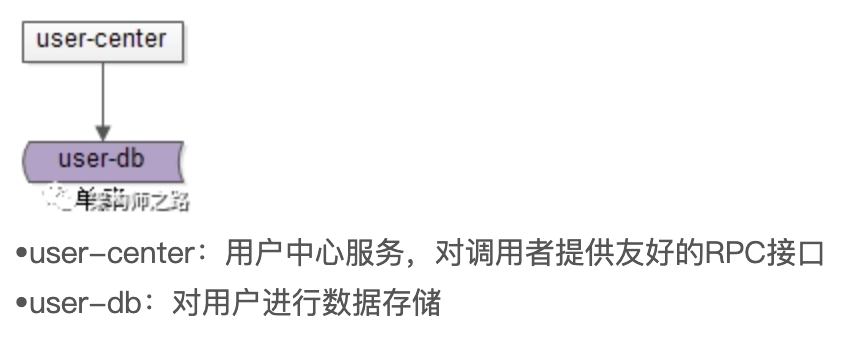 user-center
user-db
单库
架构师之路
•user-center：用户中心服务，对调用者提供友好的RPC接口
•user-db：对用户进行数据存储